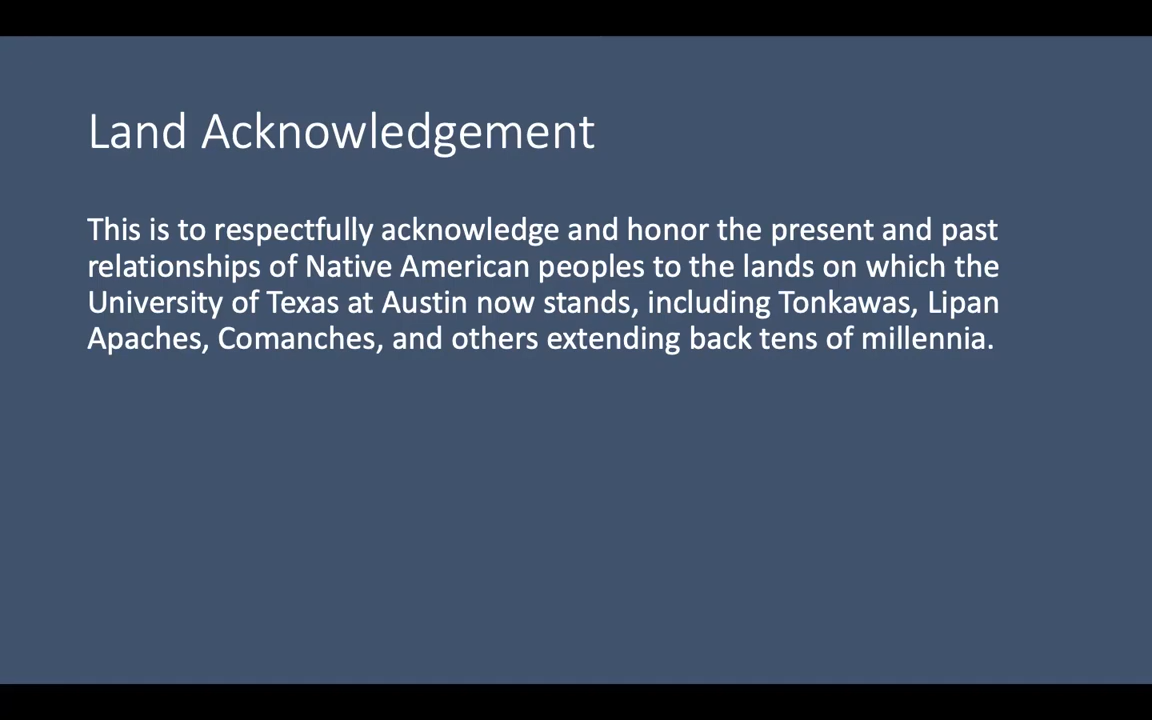 Land Acknowledgement
This is to respectfully acknowledge and honor the present and past
relationships of Native American peoples to the lands on which the
University of Texas at Austin now stands, including Tonkawas, Lipan
Apaches, Comanches, and others extending back tens of millennia.